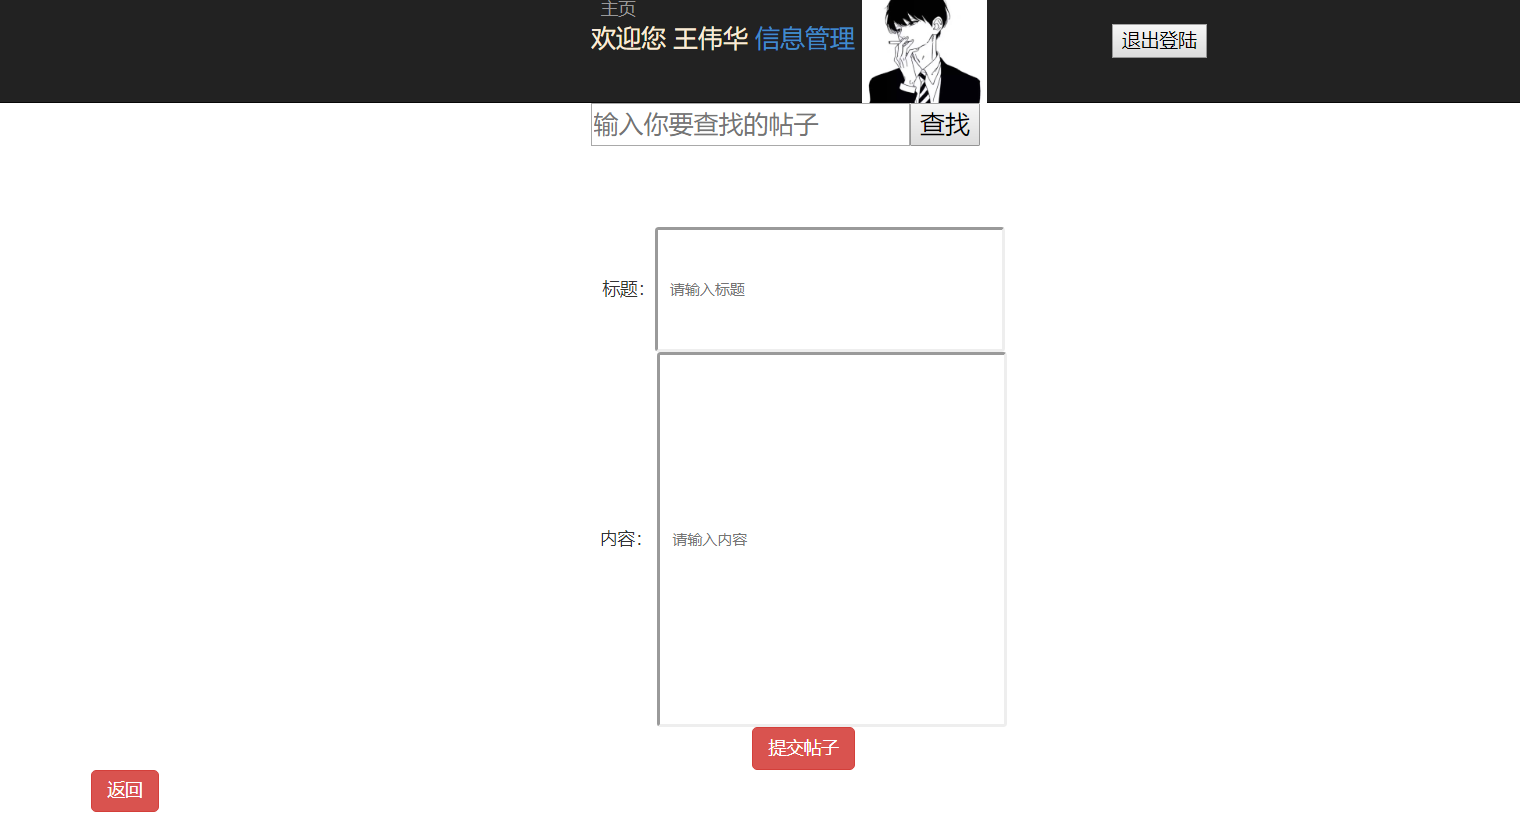 主页
欢迎您 王伟华 信息管理
退出登陆
输入你要查找的帖子 查找
标题： 请输入标题
内容： 请输入内容
提交帖子
返回